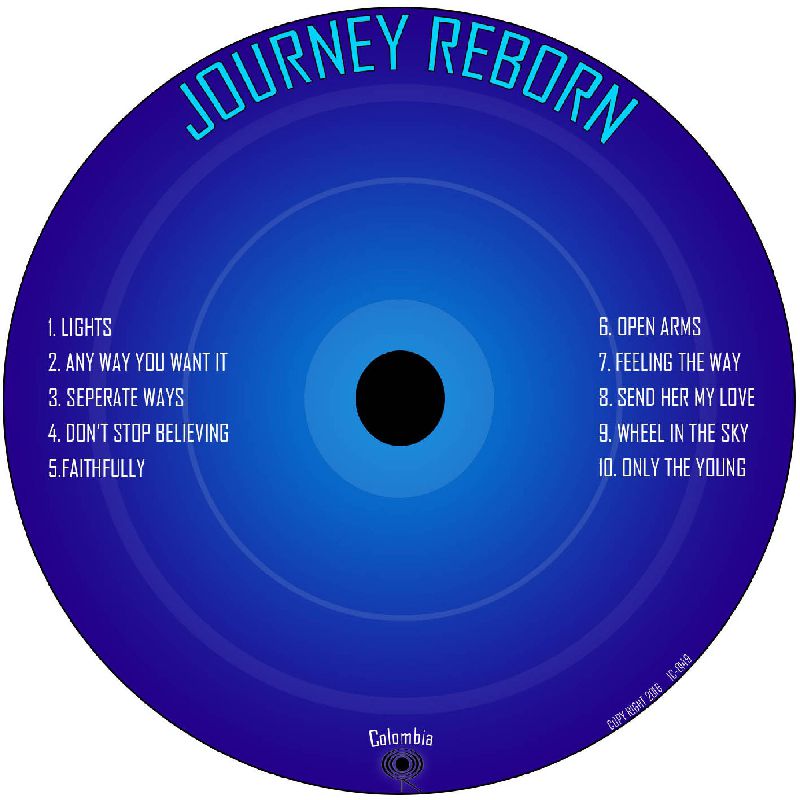 JOURNEY REBORN
1. LIGHTS
2. ANY WAY YOU WANT IT
3. SEPERATE WAYS
4. DON'T STOP BELIEVING
5.FAITHFULLY
6. OPEN ARMS
7. FEELING THE WAY
8. SEND HER MY LOVE
9. WHEEL IN THE SKY
10. ONLY THE YOUNG
COPY RIGHT
Colombia